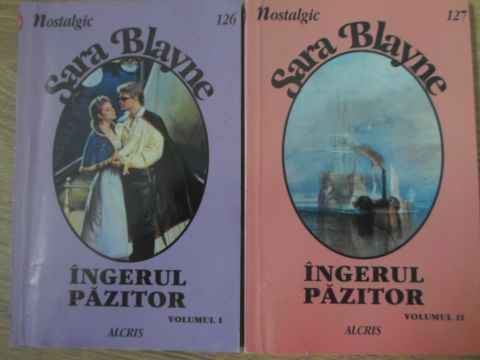 Nostalgic 126
Sara Blayne
ÎNGERUL
PĂZITOR
VOLUMUL I
ALCRIS
Nostalgic 127
Sara Blayne
ÎNGERUL
PĂZITOR
VOLUMUL II
ALCRIS